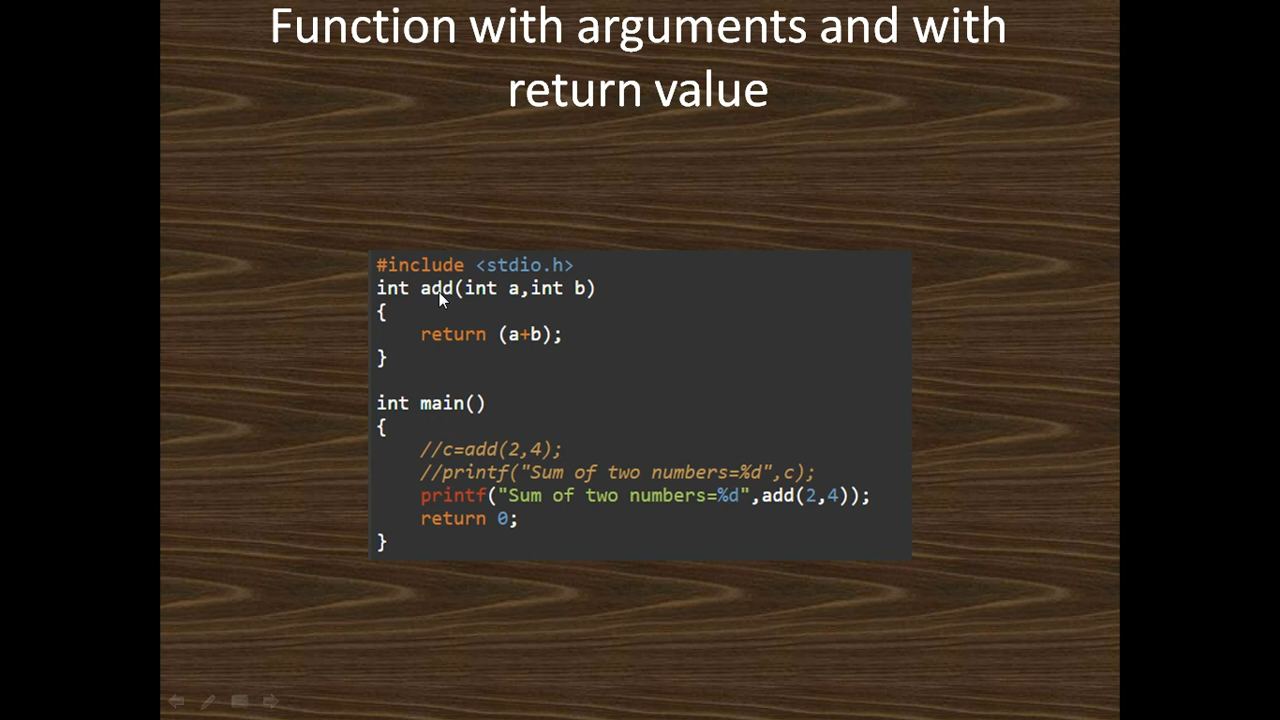 Function with arguments and with
return value
#include <stdio.h>
int add(int a,int b)
{
    return (a+b);
}
int main()
{
    //c=add(2,4);
    //printf("Sum of two numbers=%d",c);
    printf("Sum of two numbers=%d",add(2,4));
    return 0;
}